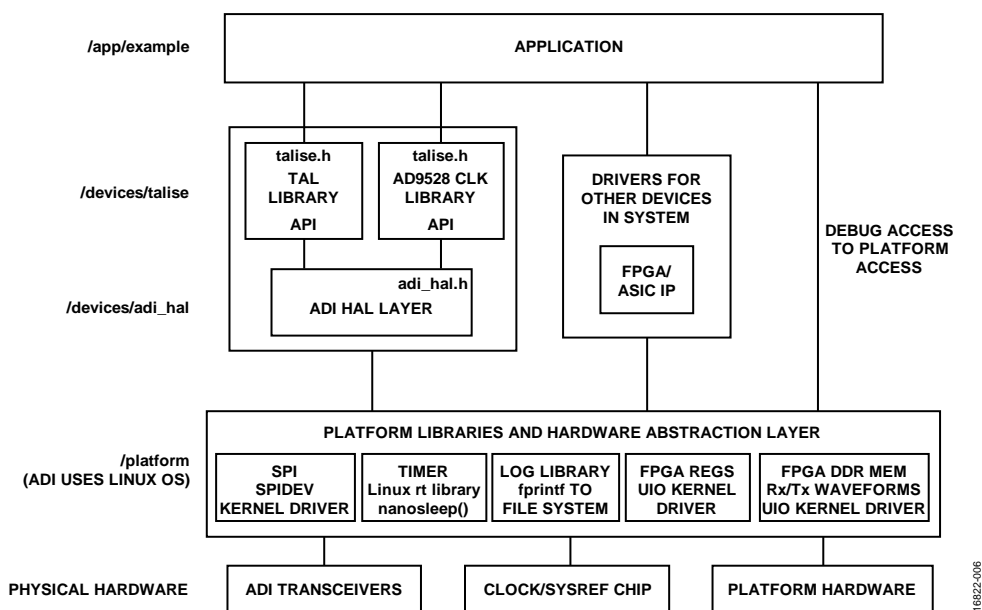 /app/example
APPLICATION
/devices/talise
talise.h
TAL
LIBRARY
API
talise.h
AD9528 CLK
LIBRARY
API
DRIVERS FOR
OTHER DEVICES
IN SYSTEM
FPGA/
ASIC IP
DEBUG ACCESS
TO PLATFORM
ACCESS
/devices/adi_hal
adi_hal.h
ADI HAL LAYER
/platform
(ADI USES LINUX OS)
PLATFORM LIBRARIES AND HARDWARE ABSTRACTION LAYER
SPI
SPIDEV
KERNEL DRIVER
TIMER
Linux rt library
nanosleep()
LOG LIBRARY
fprintf TO
FILE SYSTEM
FPGA REGS
UIO KERNEL
DRIVER
FPGA DDR MEM
Rx/Tx WAVEFORMS
UIO KERNEL DRIVER
PHYSICAL HARDWARE
ADI TRANSCEIVERS
CLOCK/SYSREF CHIP
PLATFORM HARDWARE
16822-006